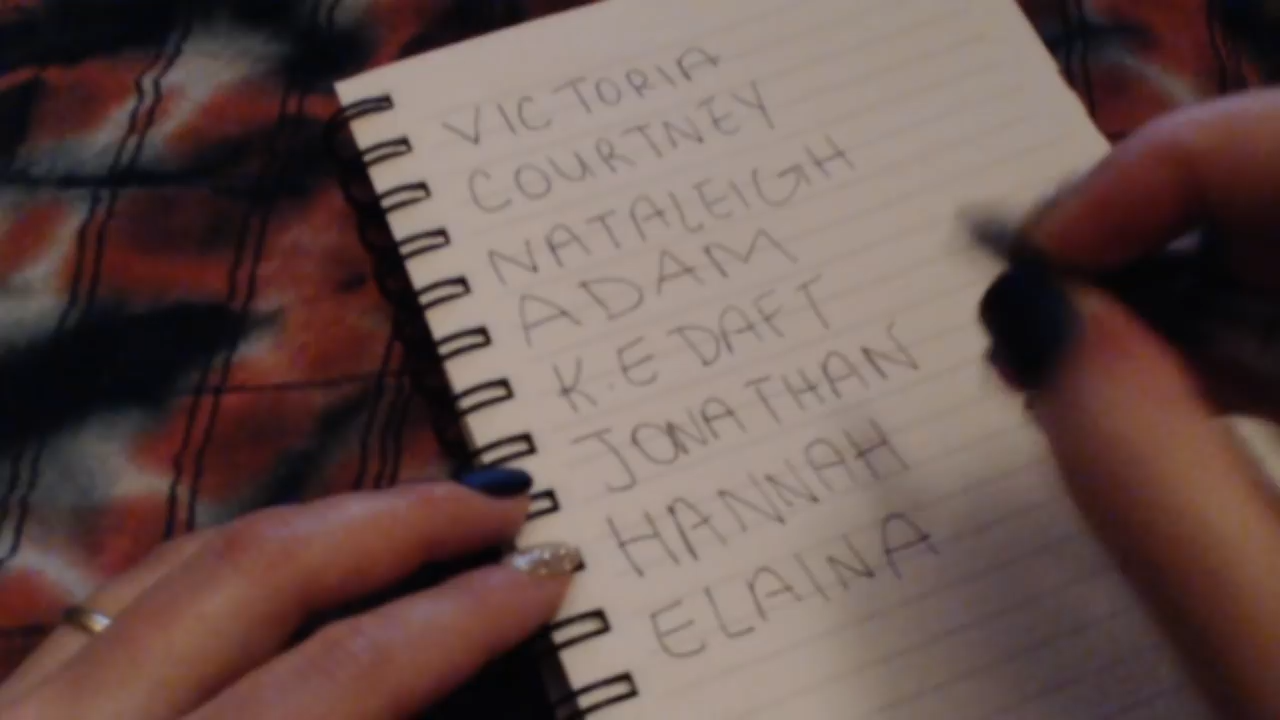 VICTORIA
COURTNEY
NATALEIGH
ADAM
K.E DAFT
JONATHAN
HANNAH
ELAINA